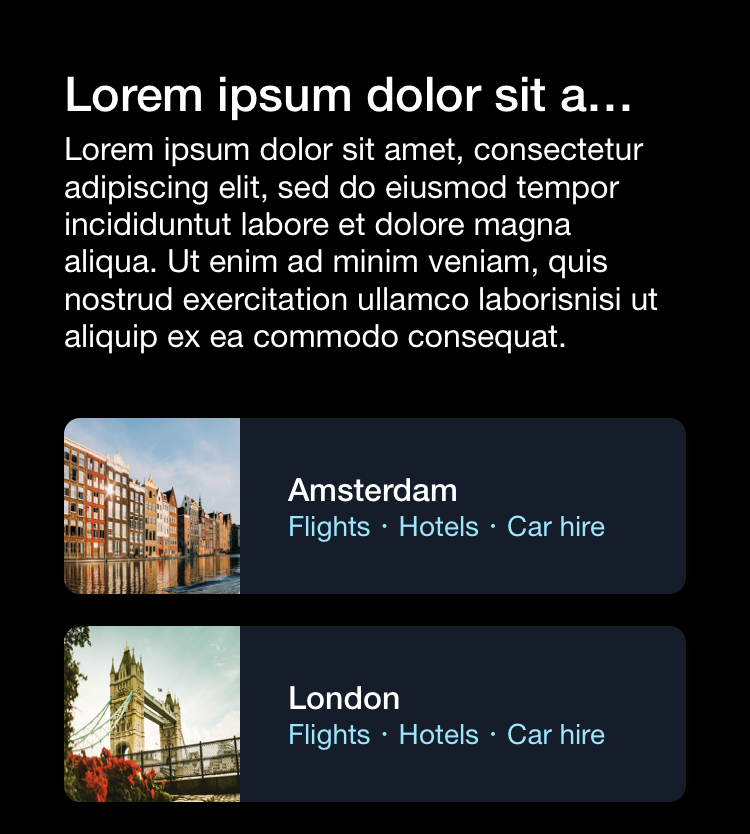 Lorem ipsum dolor sit a...
Lorem ipsum dolor sit amet, consectetur
adipiscing elit, sed do eiusmod tempor
incididuntut labore et dolore magna
aliqua. Ut enim ad minim veniam, quis
nostrud exercitation ullamco laborisnisi ut
aliquip ex ea commodo consequat.
Amsterdam
Flights · Hotels · Car hire
London
Flights · Hotels · Car hire